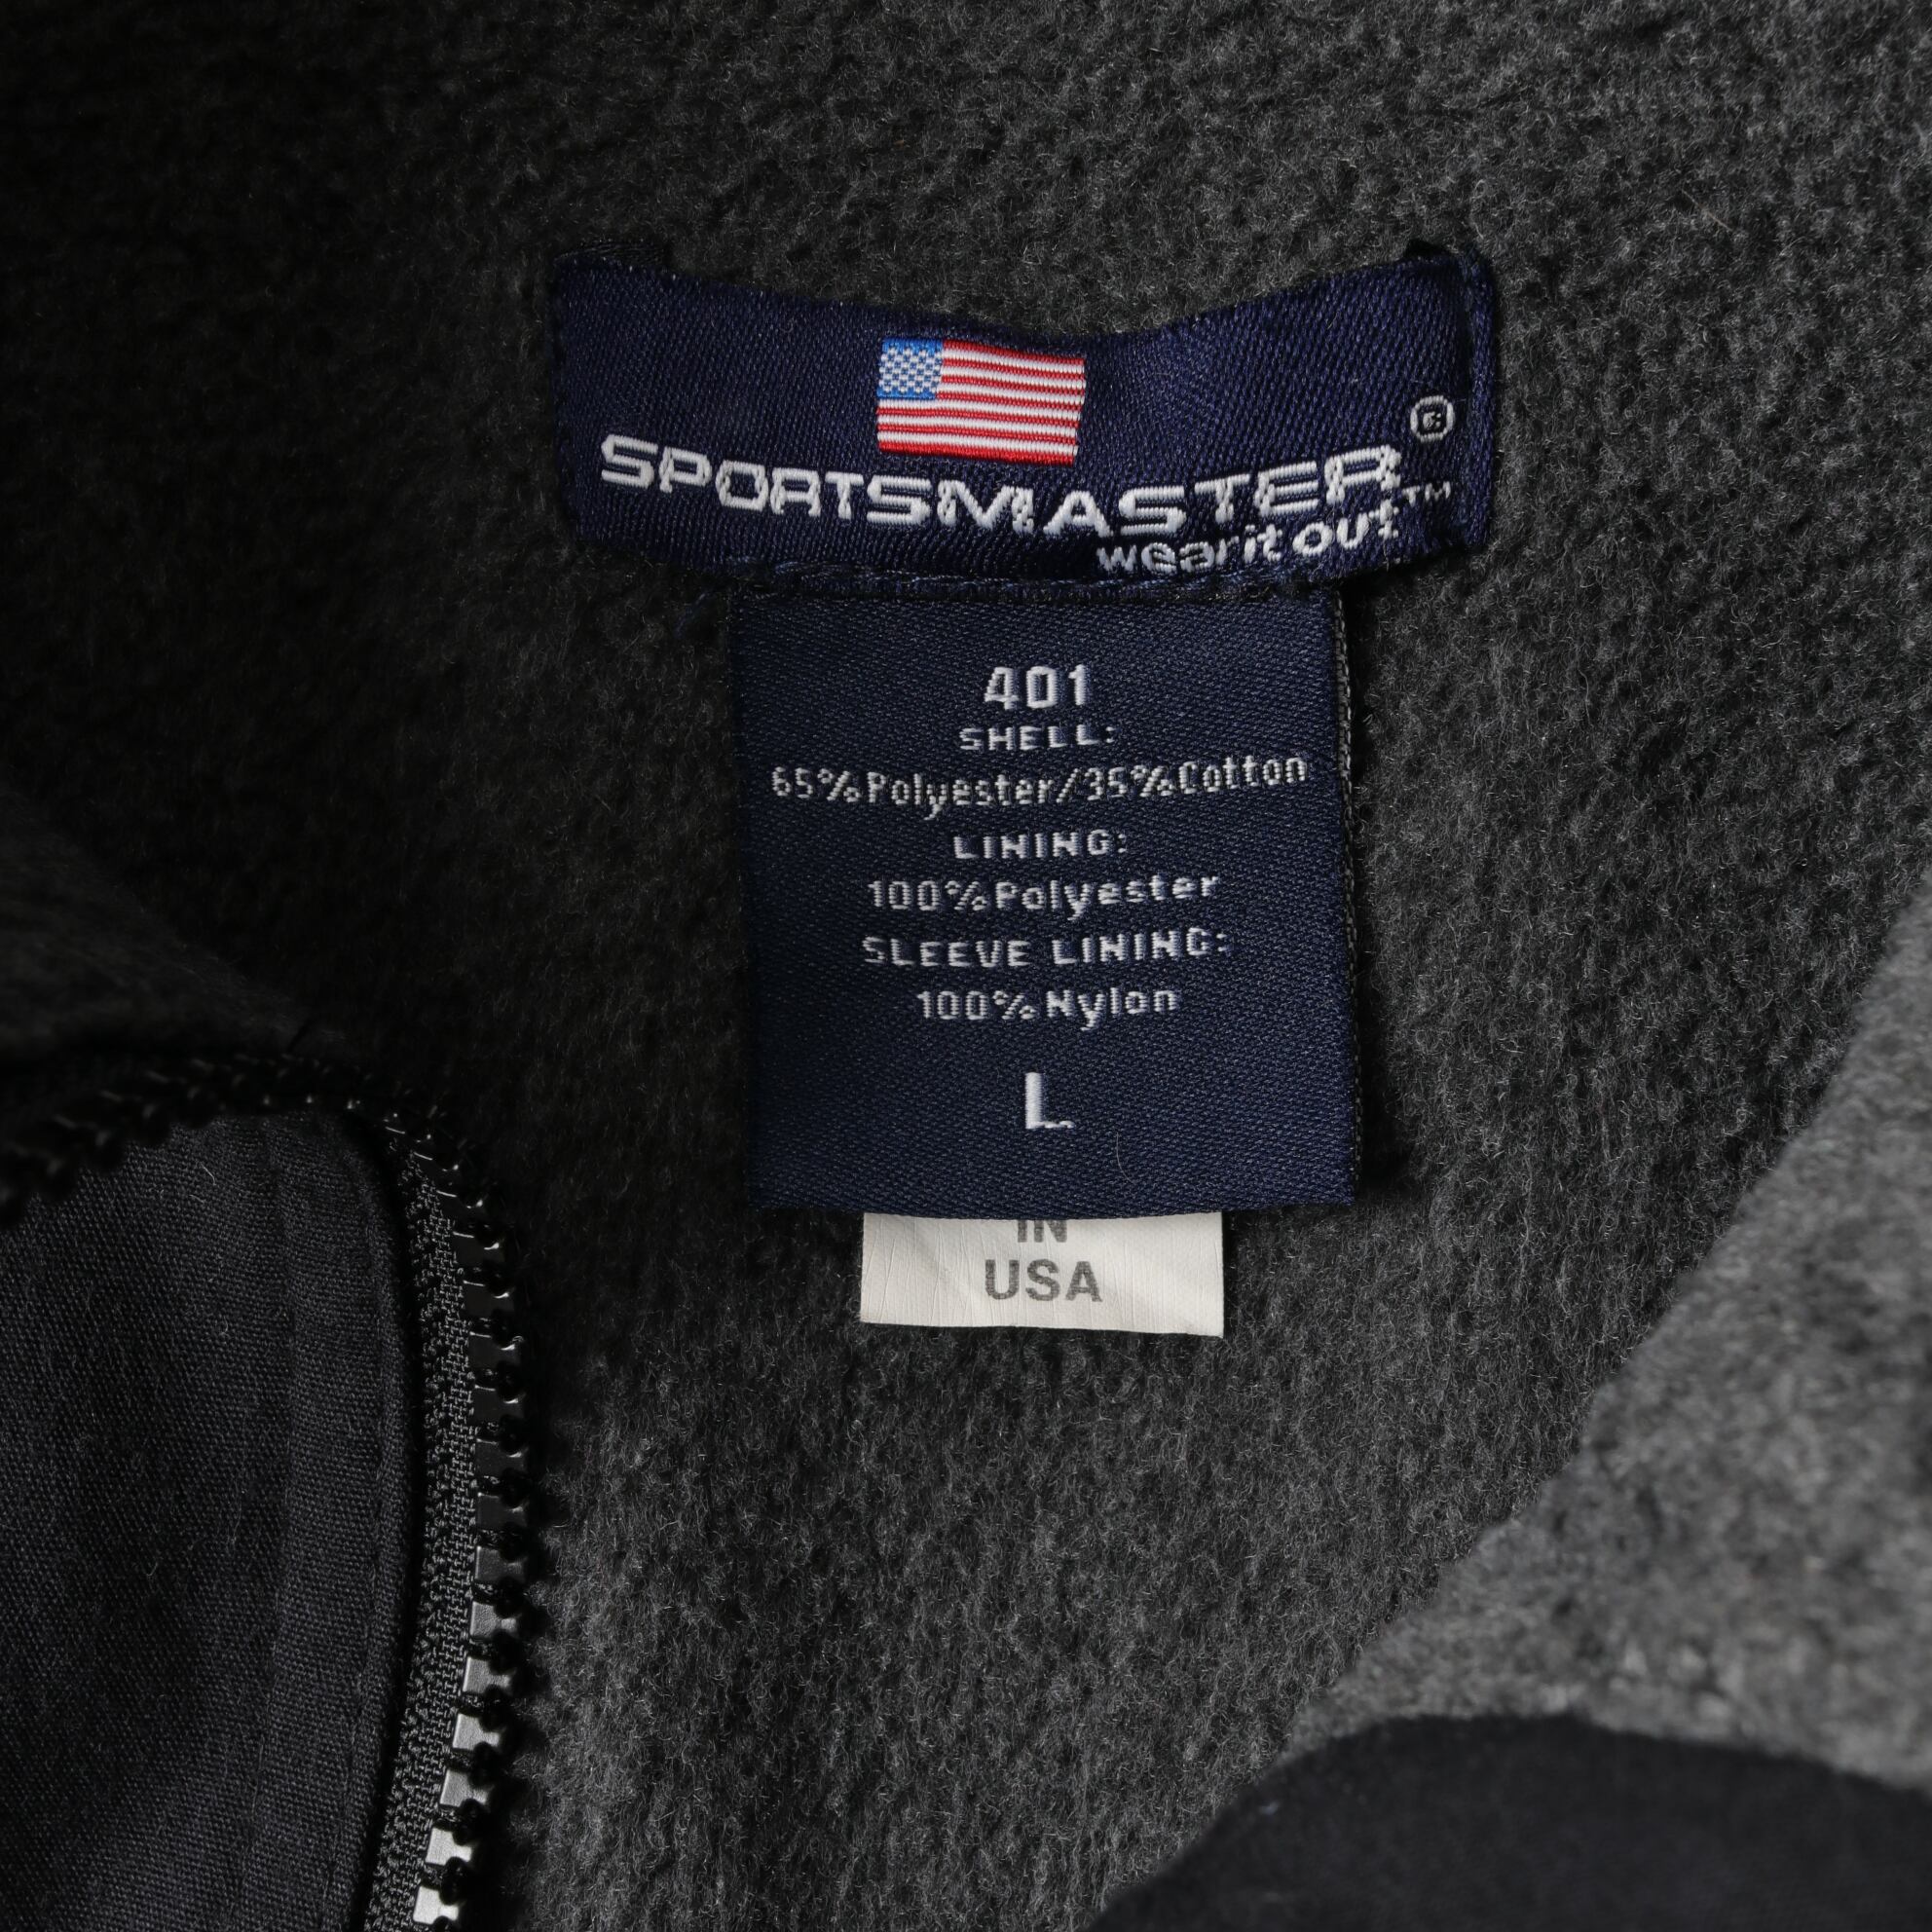 SPORTSMASTER®
wear it out™
401
SHELL:
65%Polyester/35%Cotton
LINING:
100%Polyester
SLEEVE LINING:
100%Nylon
L
IN
USA